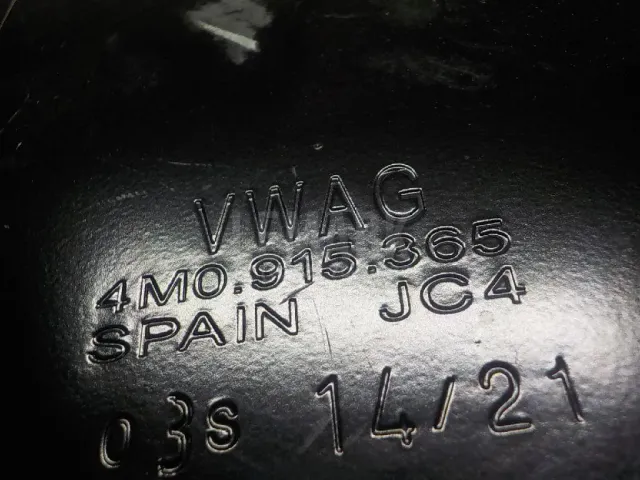 VWAG
4M0.915.365
SPAIN JC4
03s 14/21